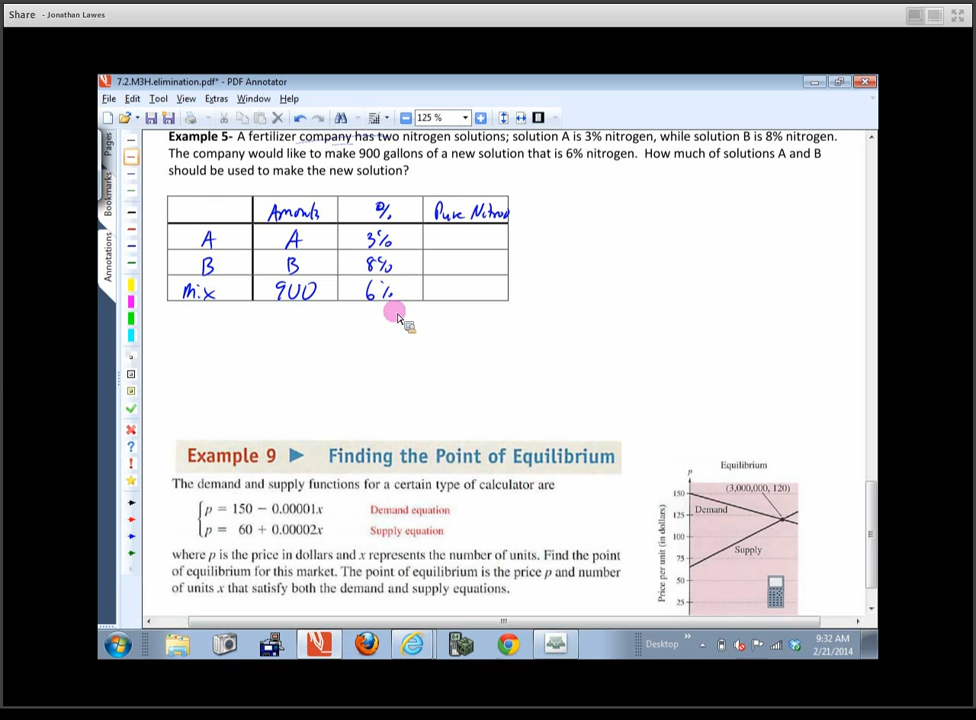 Share - Jonathan Lawes
7.2.M3H.elimination.pdf* - PDF Annotator
File Edit Tool View Extras Window Help
125 %
Pages
Bookmarks
Annotations
Example 5- A fertilizer company has two nitrogen solutions; solution A is 3% nitrogen, while solution B is 8% nitrogen.
The company would like to make 900 gallons of a new solution that is 6% nitrogen. How much of solutions A and B
should be used to make the new solution?
% Pure
A A 3%
B B 8%
Mix 900 6%
Example 9 ► Finding the Point of Equilibrium
The demand and supply functions for a certain type of calculator are
p = 150 − 0.00001x Demand equation
p = 60 + 0.00002x Supply equation
where p is the price in dollars and x represents the number of units. Find the point
of equilibrium for this market. The point of equilibrium is the price p and number
of units x that satisfy both the demand and supply equations.
Equilibrium
p
(3,000,000, 120)
150
Demand
125
100
Supply
75
50
25
Price per unit (in dollars)
Desktop
9:32 AM
2/21/2014